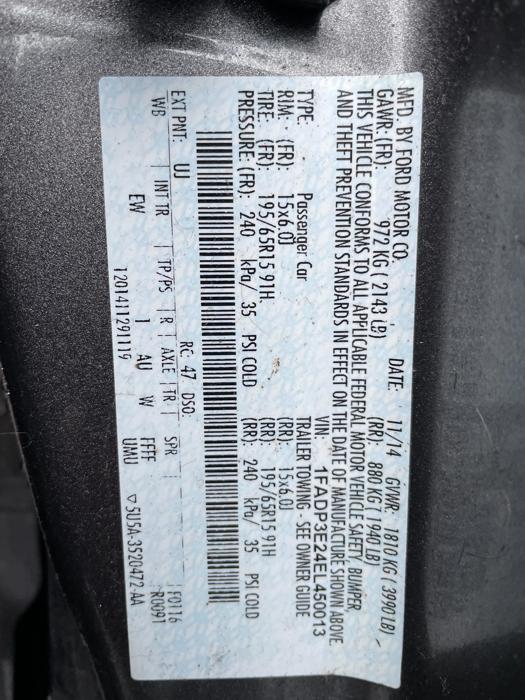 MFD. BY FORD MOTOR CO. DATE: 11/14 GVWR: 1810 KG ( 3990 LB)
GAWR: (FR): 972 KG ( 2143 LB) (RR): 880 KG ( 1940 LB)
THIS VEHICLE CONFORMS TO ALL APPLICABLE FEDERAL MOTOR VEHICLE SAFETY, BUMPER,
AND THEFT PREVENTION STANDARDS IN EFFECT ON THE DATE OF MANUFACTURE SHOWN ABOVE.
VIN: 1FADP3E24EL450013
TYPE: Passenger Car TRAILER TOWING - SEE OWNER GUIDE
RIM: (FR): 15x6.0J (RR): 15x6.0J
TIRE: (FR): 195/65R15 91H (RR): 195/65R15 91H
PRESSURE: (FR): 240 kPa/ 35 PSI COLD (RR): 240 kPa/ 35 PSI COLD
EXT PNT: UJ RC: 47 DSO: F0116
WB INT TR TP/PS R AXLE TR SPR R0091
EW 1 AU W FFFF
UMU
1201411291119 5U5A-3520472-AA